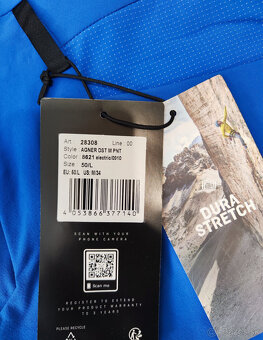 Art. 28308 Line: 00
Style AGNER DST M PNT
Color 8621 electric/0910
Size 50/L
EU: 50/L US: M/34
4 053866 377140
SCAN WITH YOUR
PHONE CAMERA
Scan me
REGISTER TO EXTEND
YOUR PRODUCT WARRANTY
TO 3 YEARS
PLEASE RECYCLE
DURA
STRETCH